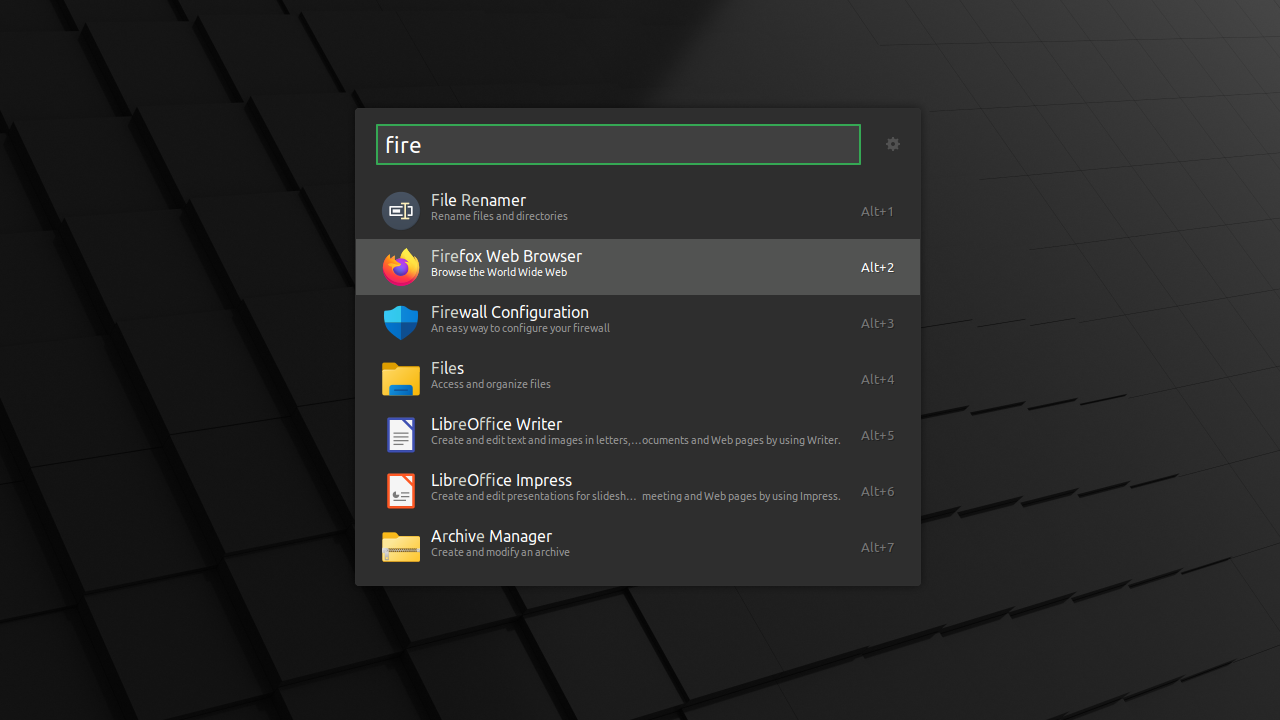 fire
File Renamer
Rename files and directories
Alt+1
Firefox Web Browser
Browse the World Wide Web
Alt+2
Firewall Configuration
An easy way to configure your firewall
Alt+3
Files
Access and organize files
Alt+4
LibreOffice Writer
Create and edit text and images in letters,...ocuments and Web pages by using Writer.
Alt+5
LibreOffice Impress
Create and edit presentations for slidesh... meeting and Web pages by using Impress.
Alt+6
Archive Manager
Create and modify an archive
Alt+7